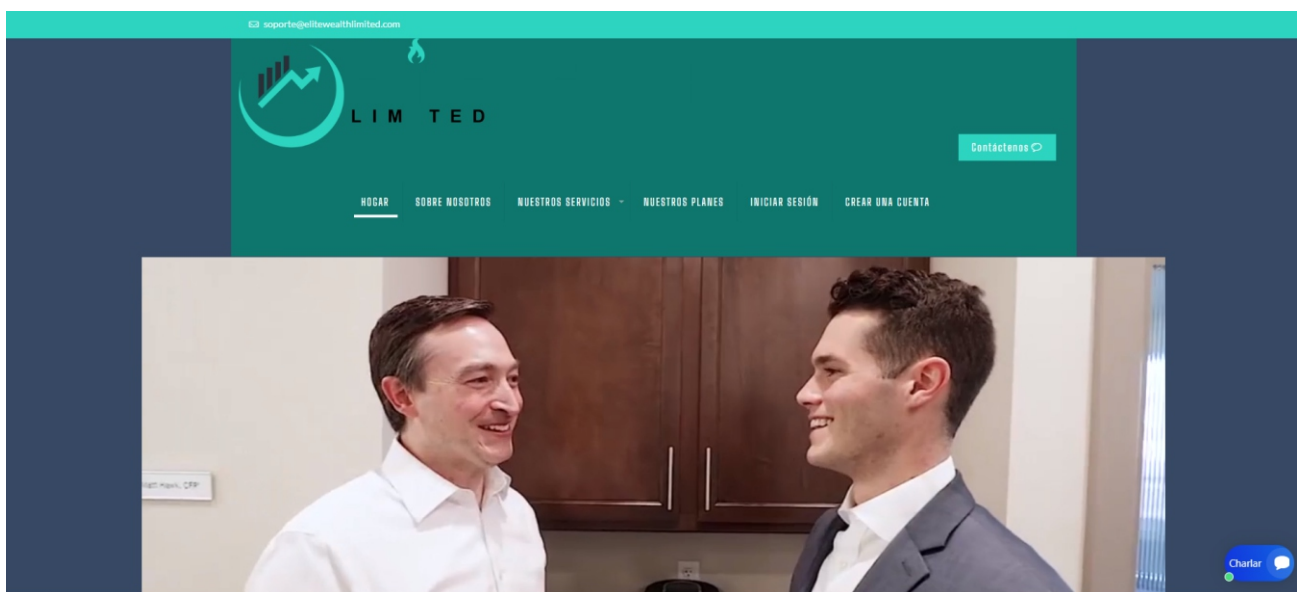 soporte@elitewealthlimited.com
LIM TED
Contáctenos
HOGAR SOBRE NOSOTROS NUESTROS SERVICIOS NUESTROS PLANES INICIAR SESIÓN CREAR UNA CUENTA
Charlar